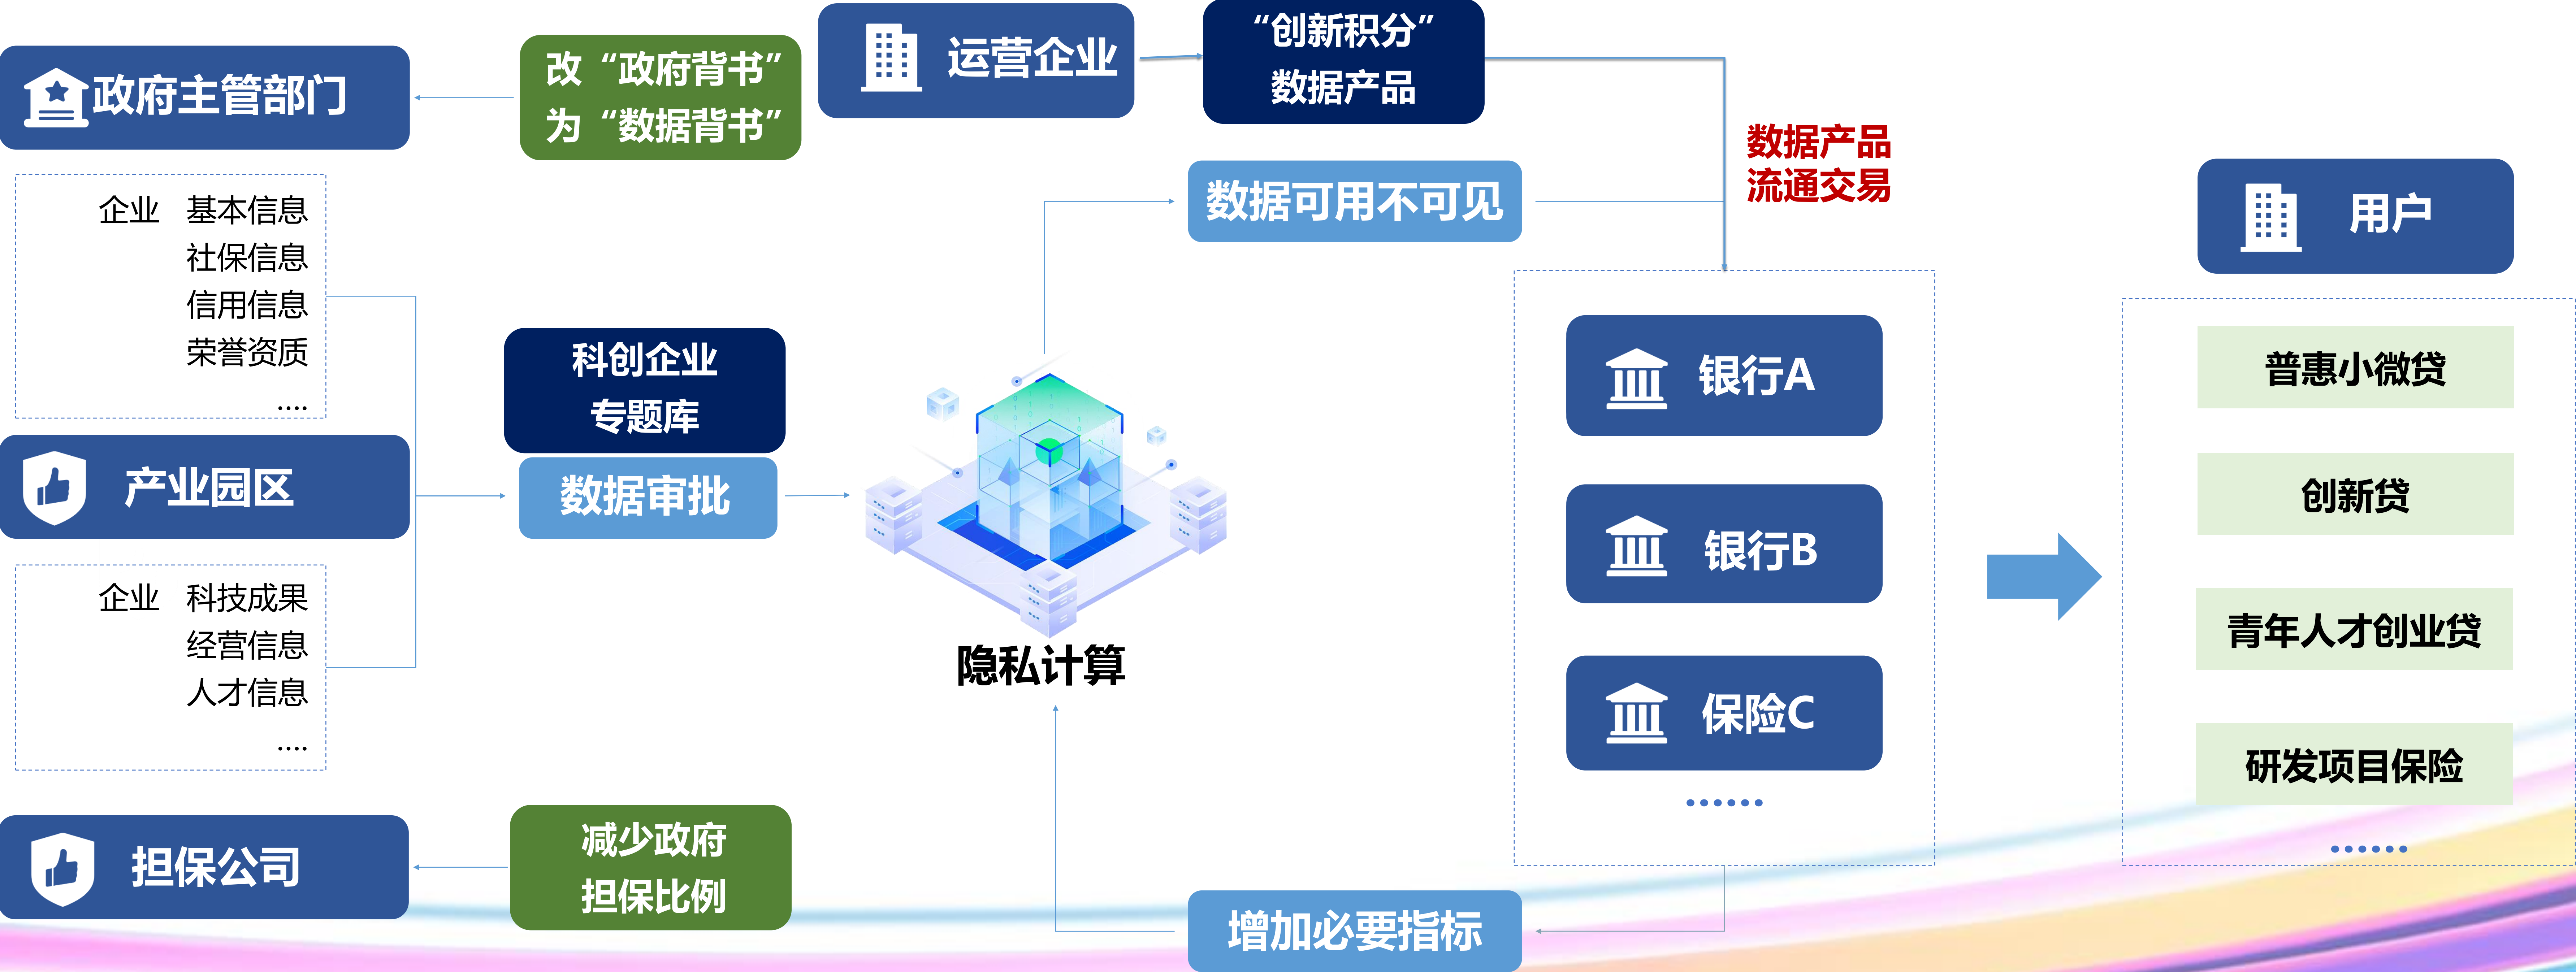 政府主管部门
企业 基本信息
社保信息
信用信息
荣誉资质
....
产业园区
企业 科技成果
经营信息
人才信息
....
担保公司
改“政府背书”
为“数据背书”
科创企业
专题库
数据审批
减少政府
担保比例
运营企业
“创新积分”
数据产品
数据可用不可见
隐私计算
增加必要指标
数据产品
流通交易
银行A
银行B
保险C
······
用户
普惠小微贷
创新贷
青年人才创业贷
研发项目保险
······